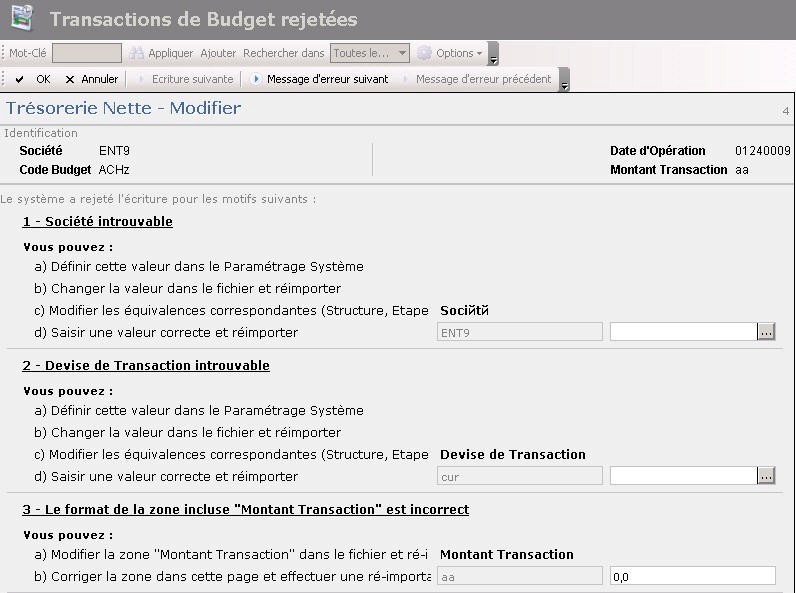 Transactions de Budget rejetées
Mot-Clé Appliquer Ajouter Rechercher dans Toutes le... Options
OK Annuler Ecriture suivante Message d'erreur suivant Message d'erreur précédent
Trésorerie Nette - Modifier 4
Identification
Société ENT9 Date d'Opération 01240009
Code Budget ACHz Montant Transaction aa
Le système a rejeté l'écriture pour les motifs suivants :
1 - Société introuvable
Vous pouvez :
a) Définir cette valeur dans le Paramétrage Système
b) Changer la valeur dans le fichier et réimporter
c) Modifier les équivalences correspondantes (Structure, Etape Sociйtй
d) Saisir une valeur correcte et réimporter ENT9 ...
2 - Devise de Transaction introuvable
Vous pouvez :
a) Définir cette valeur dans le Paramétrage Système
b) Changer la valeur dans le fichier et réimporter
c) Modifier les équivalences correspondantes (Structure, Etape Devise de Transaction
d) Saisir une valeur correcte et réimporter cur ...
3 - Le format de la zone incluse "Montant Transaction" est incorrect
Vous pouvez :
a) Modifier la zone "Montant Transaction" dans le fichier et ré-i Montant Transaction
b) Corriger la zone dans cette page et effectuer une ré-importa aa 0,0